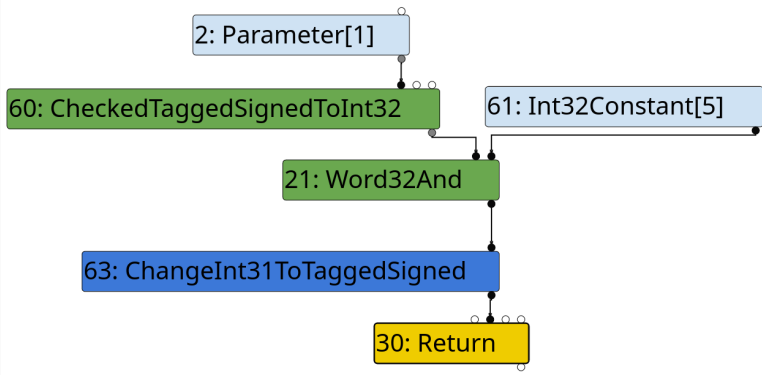 2: Parameter[1]
60: CheckedTaggedSignedToInt32
61: Int32Constant[5]
21: Word32And
63: ChangeInt31ToTaggedSigned
30: Return